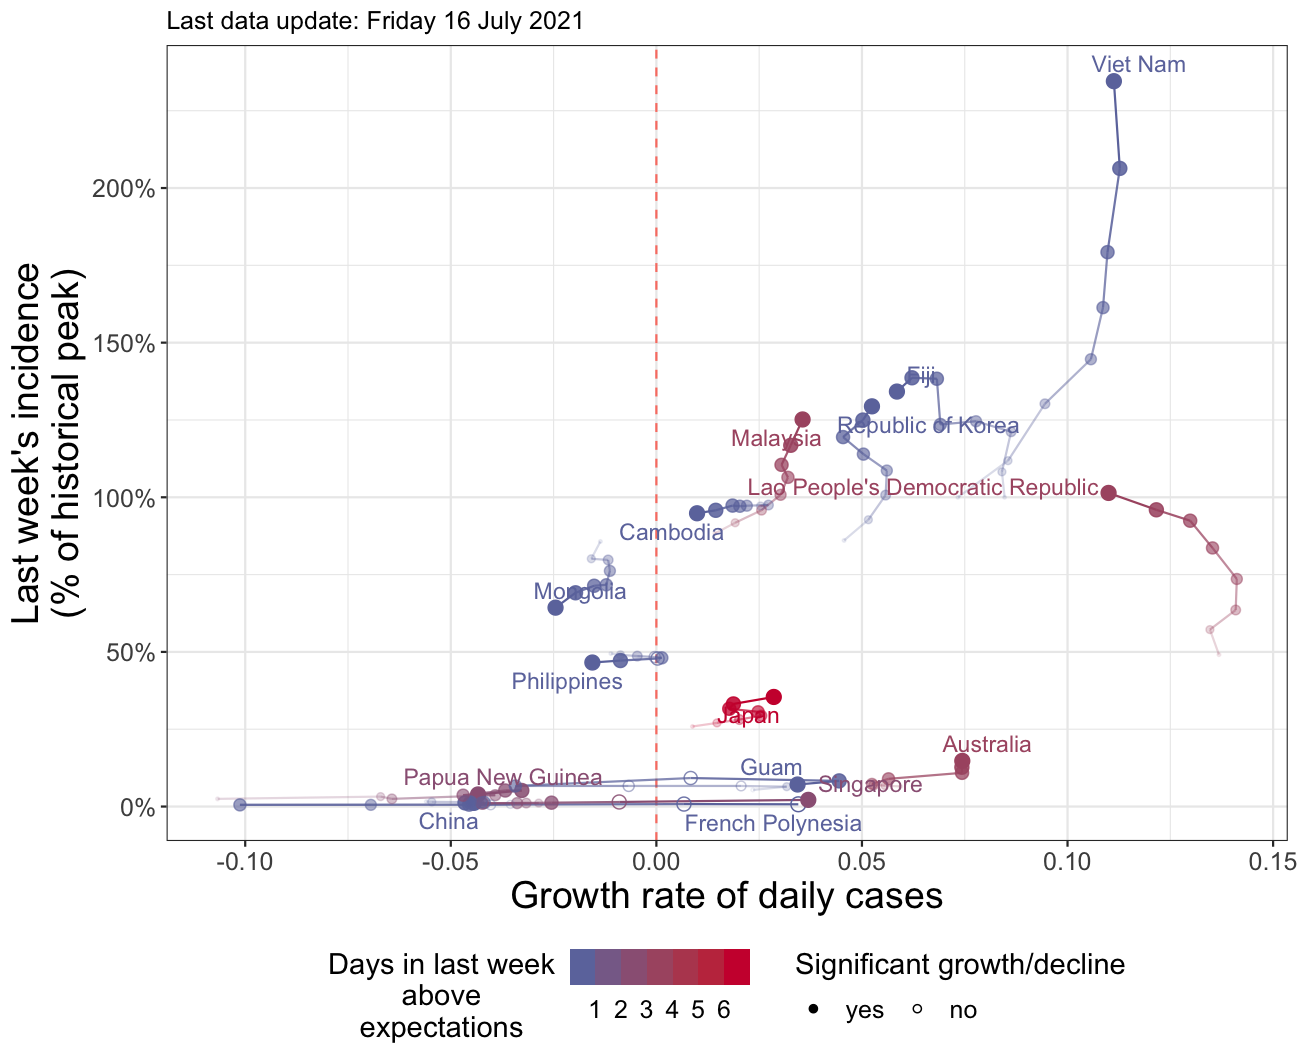 Last data update: Friday 16 July 2021
Last week's incidence
(% of historical peak)
200%
150%
100%
50%
0%
Viet Nam
Fiji
Republic of Korea
Malaysia
Lao People's Democratic Republic
Cambodia
Mongolia
Philippines
Japan
Australia
Guam
Papua New Guinea
Singapore
China
French Polynesia
-0.10
-0.05
0.00
0.05
0.10
0.15
Growth rate of daily cases
Days in last week
above
expectations
1 2 3 4 5 6
Significant growth/decline
yes
no